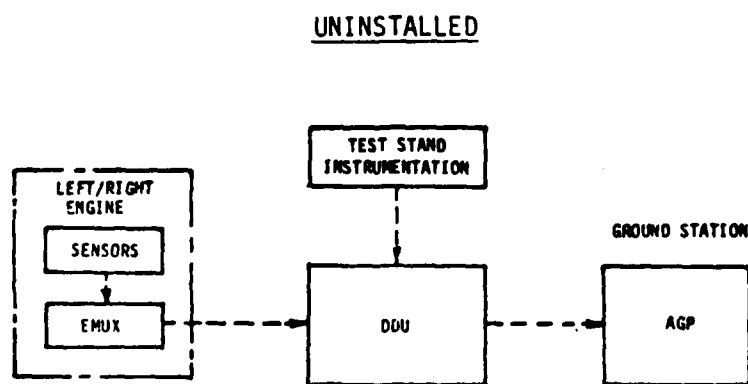 UNINSTALLED
TEST STAND
INSTRUMENTATION
LEFT/RIGHT
ENGINE
SENSORS
EMUX
DDU
GROUND STATION
AGP